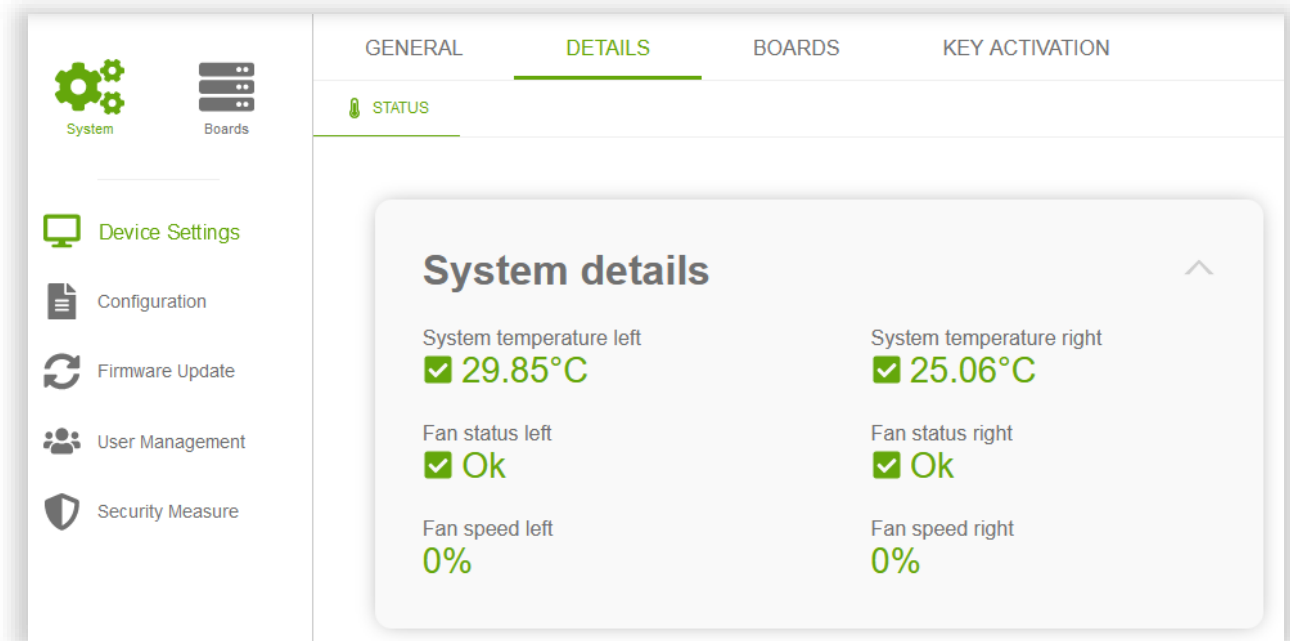 System
Boards
Device Settings
Configuration
Firmware Update
User Management
Security Measure
GENERAL DETAILS BOARDS KEY ACTIVATION
STATUS
System details
System temperature left System temperature right
29.85°C 25.06°C
Fan status left Fan status right
Ok Ok
Fan speed left Fan speed right
0% 0%